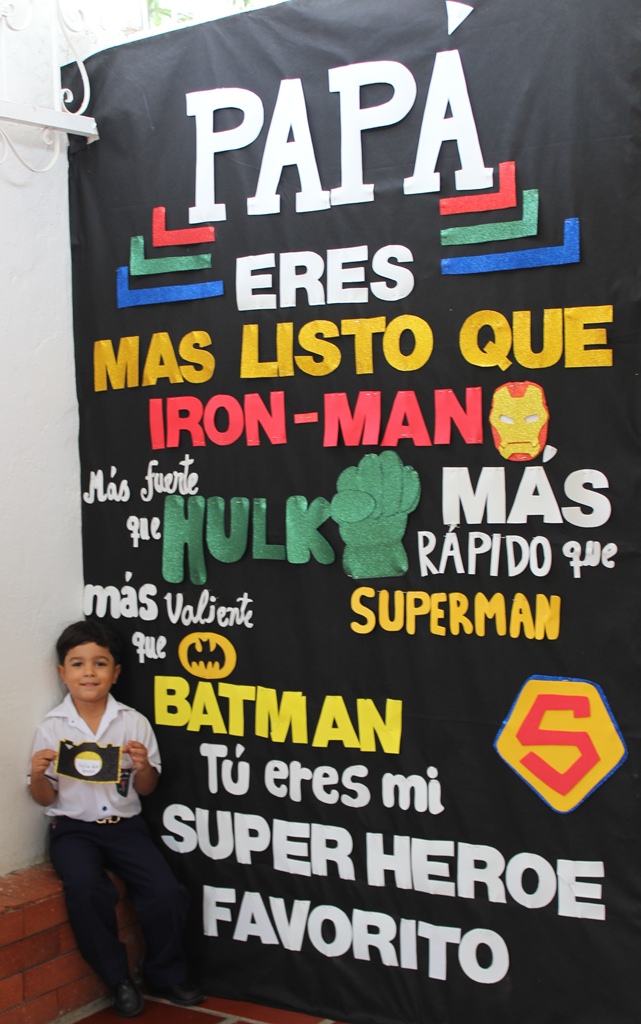 PAPÁ
ERES
MAS LISTO QUE
IRON-MAN
Más fuerte
que
HULK
MÁS
RÁPIDO que
SUPERMAN
más Valiente
que
BATMAN
S
Tú eres mi
SUPER HEROE
FAVORITO